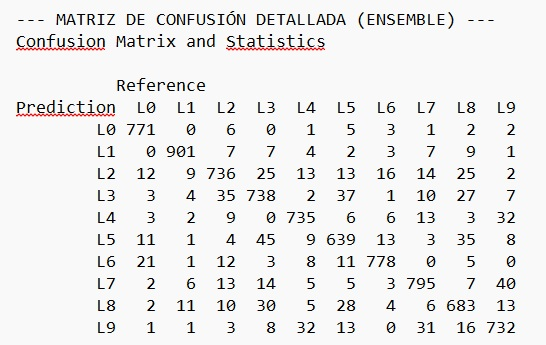 --- MATRIZ DE CONFUSIÓN DETALLADA (ENSEMBLE) ---
Confusion Matrix and Statistics

          Reference
Prediction  L0  L1  L2  L3  L4  L5  L6  L7  L8  L9
        L0 771   0   6   0   1   5   3   1   2   2
        L1   0 901   7   7   4   2   3   7   9   1
        L2  12   9 736  25  13  13  16  14  25   2
        L3   3   4  35 738   2  37   1  10  27   7
        L4   3   2   9   0 735   6   6  13   3  32
        L5  11   1   4  45   9 639  13   3  35   8
        L6  21   1  12   3   8  11 778   0   5   0
        L7   2   6  13  14   5   5   3 795   7  40
        L8   2  11  10  30   5  28   4   6 683  13
        L9   1   1   3   8  32  13   0  31  16 732